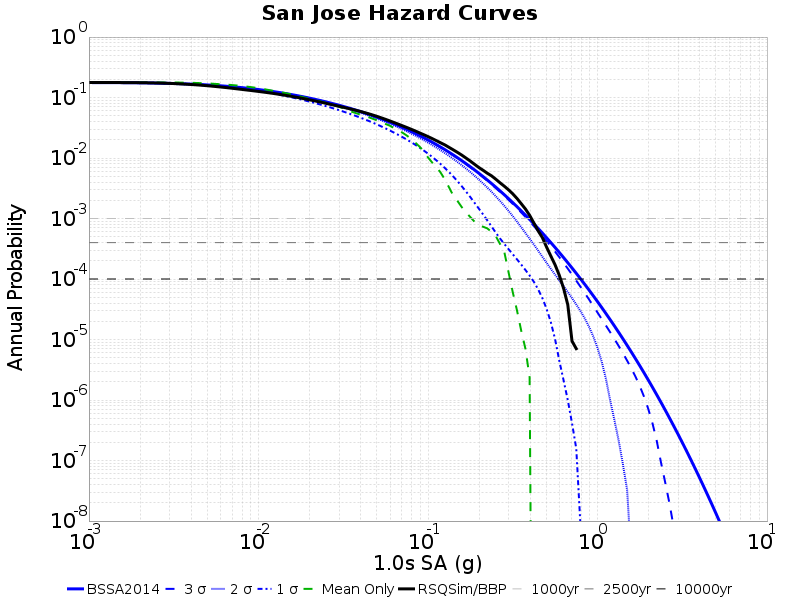 San Jose Hazard Curves
Annual Probability
10^0
10^-1
10^-2
10^-3
10^-4
10^-5
10^-6
10^-7
10^-8
10^-3 10^-2 10^-1 10^0 10^1
1.0s SA (g)
BSSA2014 3 σ 2 σ 1 σ Mean Only RSQSim/BBP 1000yr 2500yr 10000yr